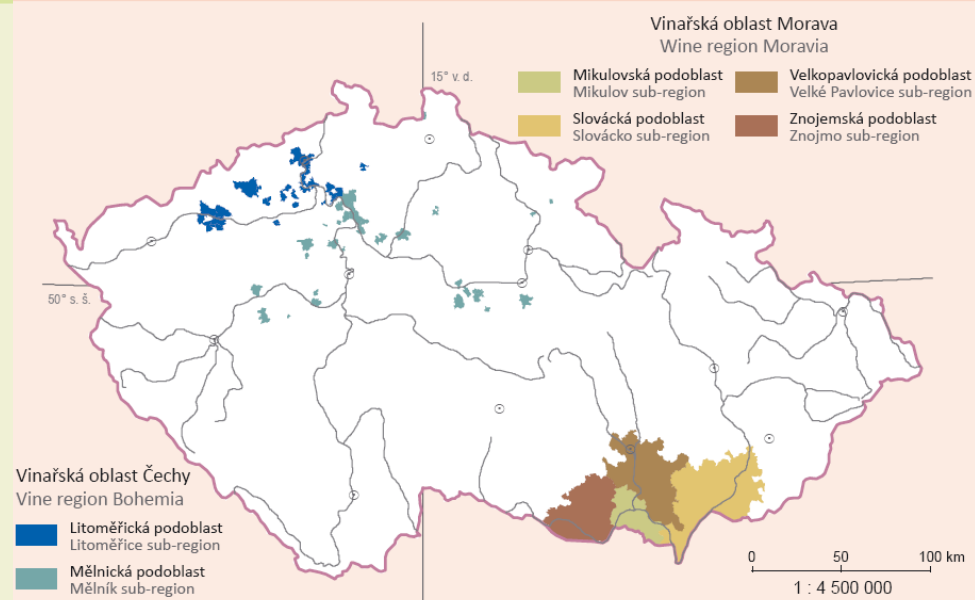 Vinařská oblast Morava
Wine region Moravia
Mikulovská podoblast
Mikulov sub-region
Velkopavlovická podoblast
Velké Pavlovice sub-region
Slovácká podoblast
Slovácko sub-region
Znojemská podoblast
Znojmo sub-region
15° v. d.
50° s. š.
Vinařská oblast Čechy
Vine region Bohemia
Litoměřická podoblast
Litoměřice sub-region
Mělnická podoblast
Mělník sub-region
0 50 100 km
1 : 4 500 000